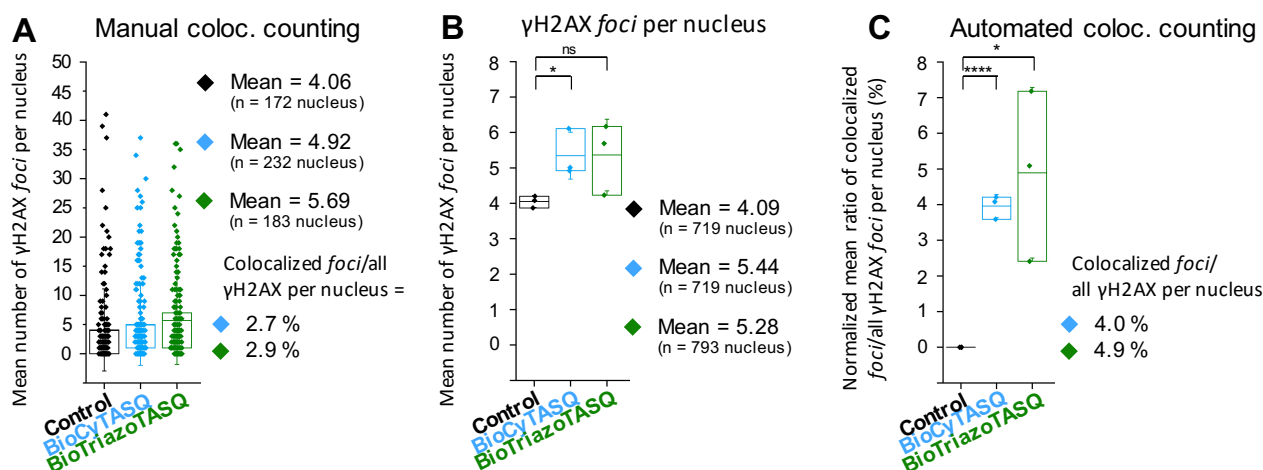 A Manual coloc. counting
Mean number of γH2AX foci per nucleus
50
45
40
35
30
25
20
15
10
5
0
Mean = 4.06
(n = 172 nucleus)
Mean = 4.92
(n = 232 nucleus)
Mean = 5.69
(n = 183 nucleus)
Colocalized foci/all
γH2AX per nucleus =
2.7 %
2.9 %
Control
BioCyTASQ
BioTriazoTASQ
B γH2AX foci per nucleus
Mean number of γH2AX foci per nucleus
8
7
6
5
4
3
2
1
0
0
ns
*
Mean = 4.09
(n = 719 nucleus)
Mean = 5.44
(n = 719 nucleus)
Mean = 5.28
(n = 793 nucleus)
Control
BioCyTASQ
BioTriazoTASQ
C Automated coloc. counting
Normalized mean ratio of colocalized
foci/all γH2AX foci per nucleus (%)
8
7
6
5
4
3
2
1
0
*
****
Colocalized foci/
all γH2AX per nucleus
4.0 %
4.9 %
Control
BioCyTASQ
BioTriazoTASQ